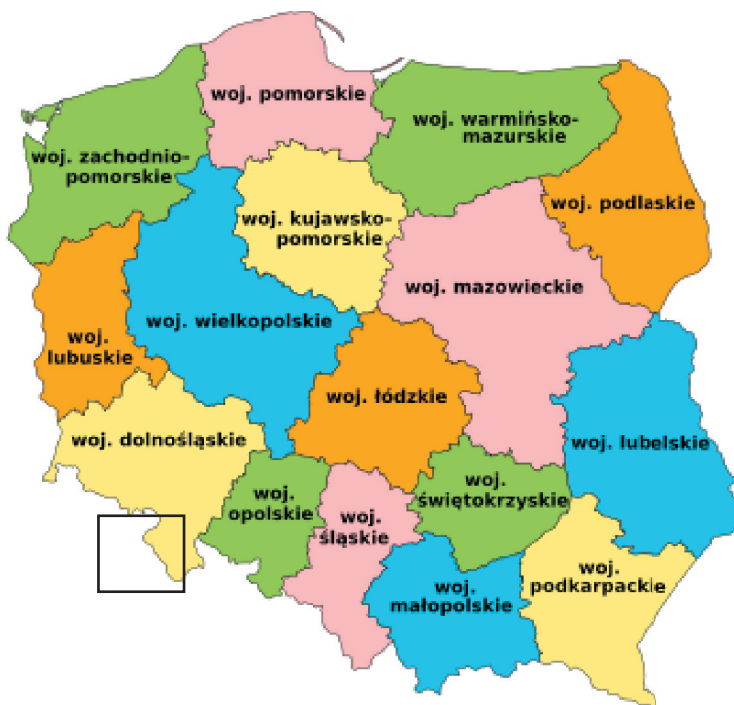 woj. pomorskie
woj. warmińsko-
mazurskie
woj. zachodnio-
pomorskie
woj. podlaskie
woj. kujawsko-
pomorskie
woj. mazowieckie
woj. wielkopolskie
woj.
lubuskie
woj. łódzkie
woj. dolnośląskie
woj. lubelskie
woj.
opolskie
woj.
śląskie
woj.
świętokrzyskie
woj.
małopolskie
woj.
podkarpackie